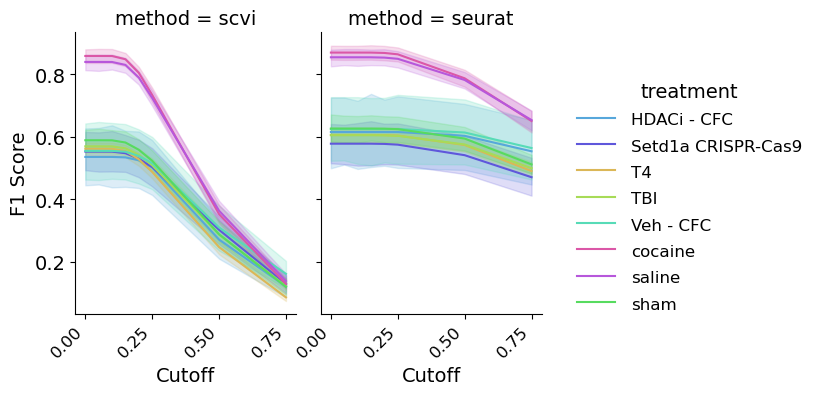 method = scvi
method = seurat
F1 Score
0.8
0.6
0.4
0.2
0.00
0.25
0.50
0.75
Cutoff
0.00
0.25
0.50
0.75
Cutoff
treatment
HDACi - CFC
Setd1a CRISPR-Cas9
T4
TBI
Veh - CFC
cocaine
saline
sham